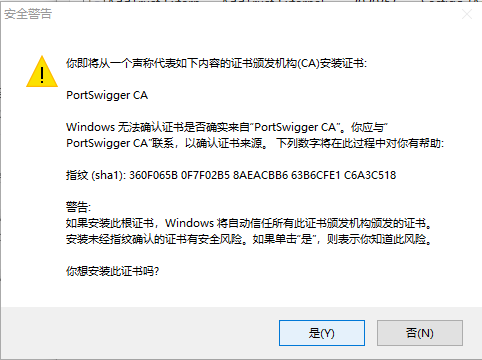 安全警告
你即将从一个声称代表如下内容的证书颁发机构(CA)安装证书:
PortSwigger CA
Windows 无法确认证书是否确实来自"PortSwigger CA"。你应与"
PortSwigger CA"联系，以确认证书来源。 下列数字将在此过程中对你有帮助:
指纹 (sha1): 360F065B 0F7F02B5 8AEACBB6 63B6CFE1 C6A3C518
警告:
如果安装此根证书，Windows 将自动信任所有此证书颁发机构颁发的证书。
安装未经指纹确认的证书有安全风险。如果单击"是"，则表示你知道此风险。
你想安装此证书吗?
是(Y)
否(N)